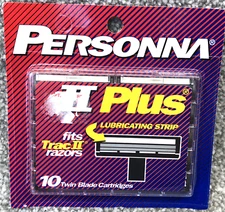 PERSONNA®
II Plus®
LUBRICATING STRIP
fits
Trac II
razors
10 Twin Blade Cartridges